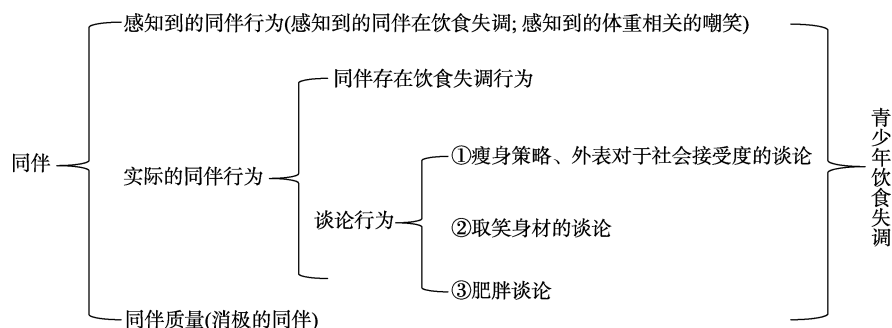 感知到的同伴行为(感知到的同伴在饮食失调; 感知到的体重相关的嘲笑)
同伴存在饮食失调行为
同伴
实际的同伴行为
①瘦身策略、外表对于社会接受度的谈论
谈论行为
②取笑身材的谈论
③肥胖谈论
同伴质量(消极的同伴)
青少年饮食失调